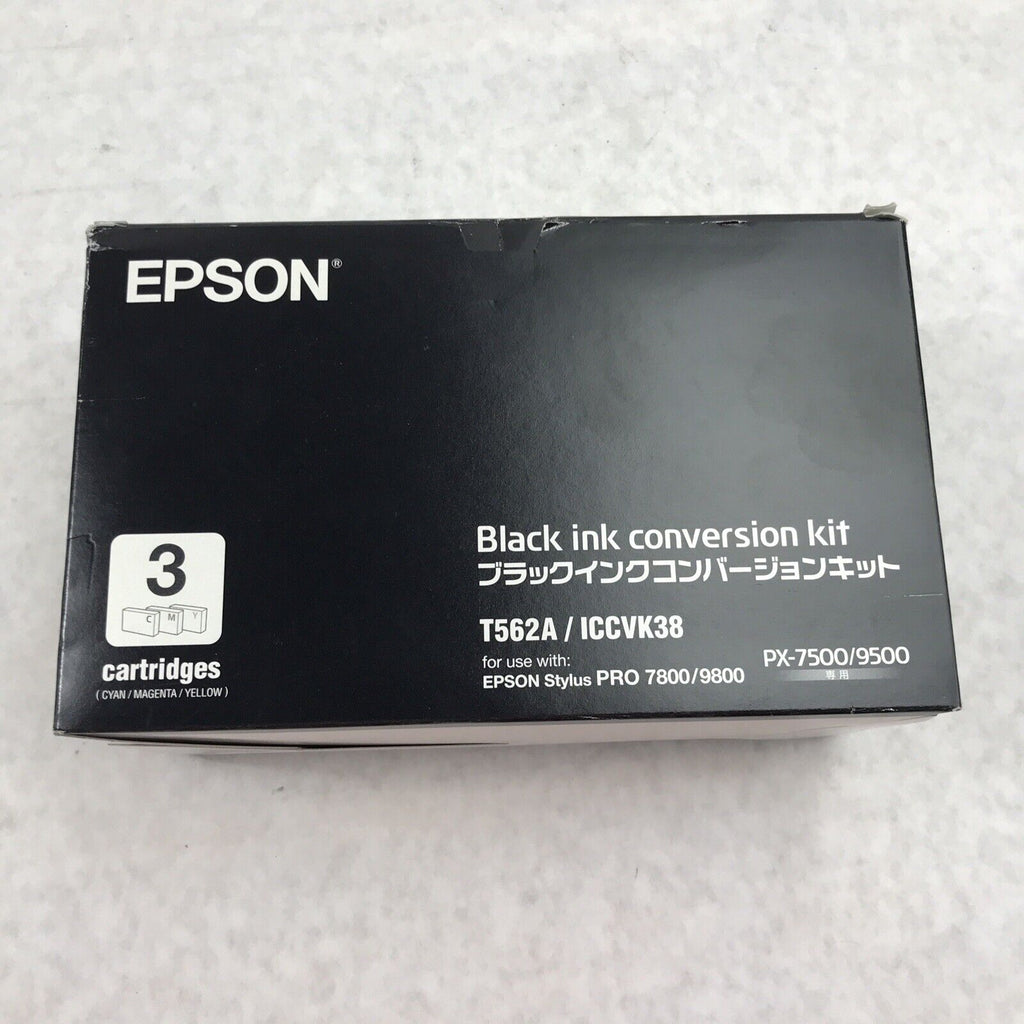 EPSON®
3
C M Y
cartridges
(CYAN / MAGENTA / YELLOW)
Black ink conversion kit
ブラックインクコンバージョンキット
T562A / ICCVK38
for use with:
EPSON Stylus PRO 7800/9800
PX-7500/9500
専用